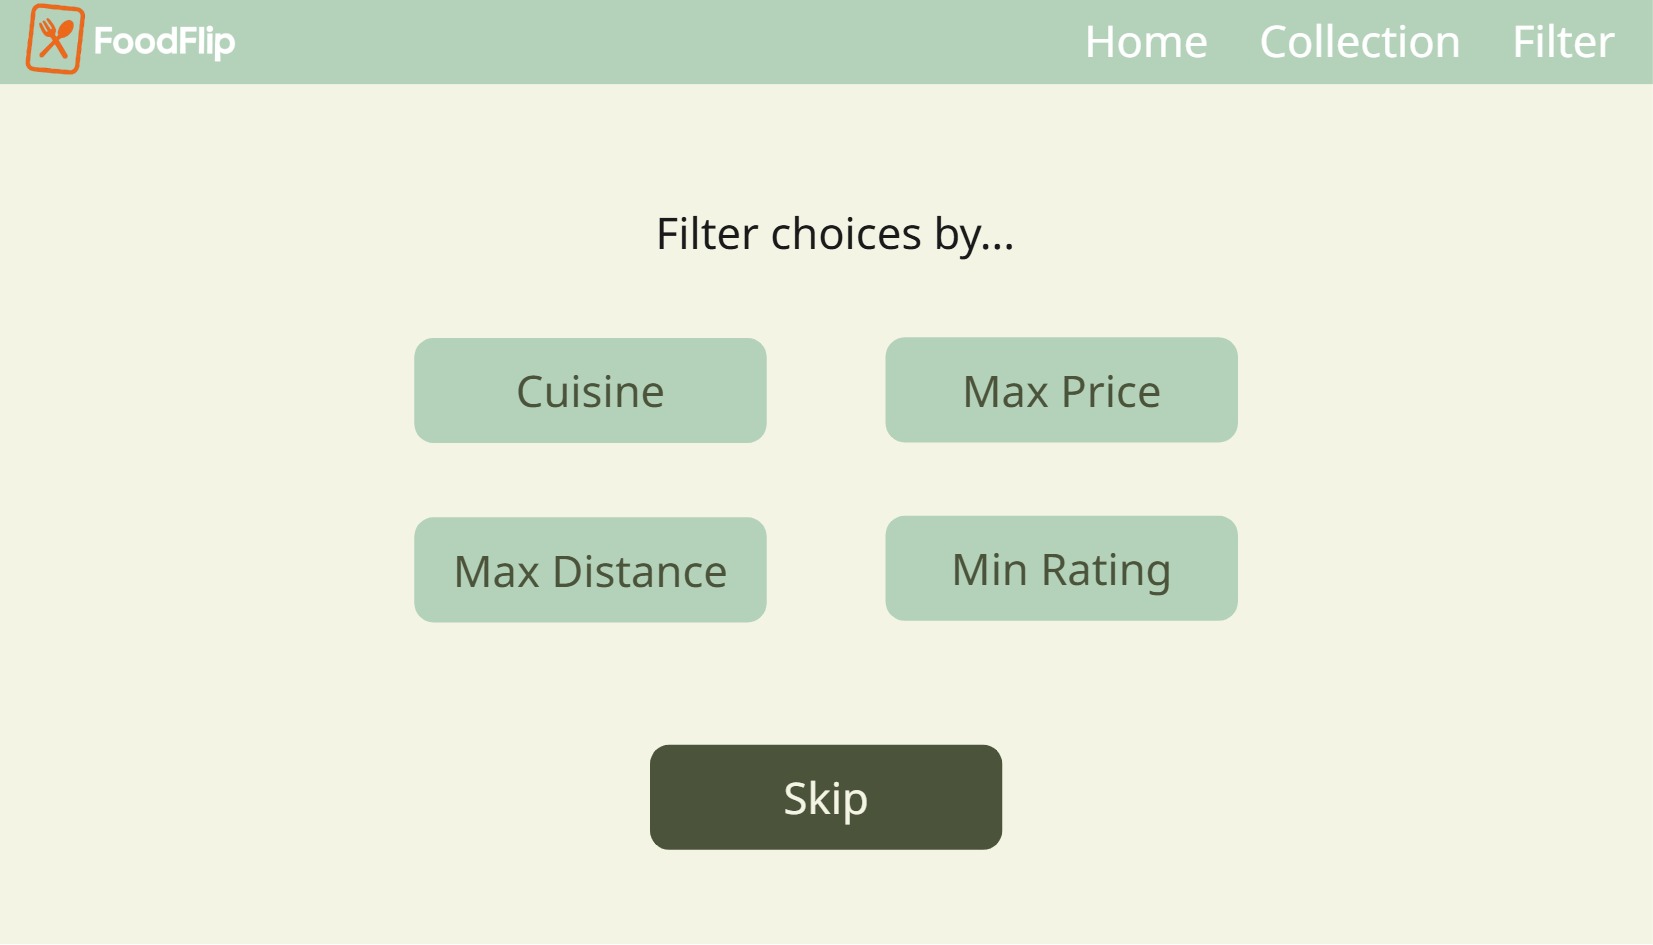 FoodFlip Home Collection Filter
Filter choices by...
Cuisine Max Price
Max Distance Min Rating
Skip